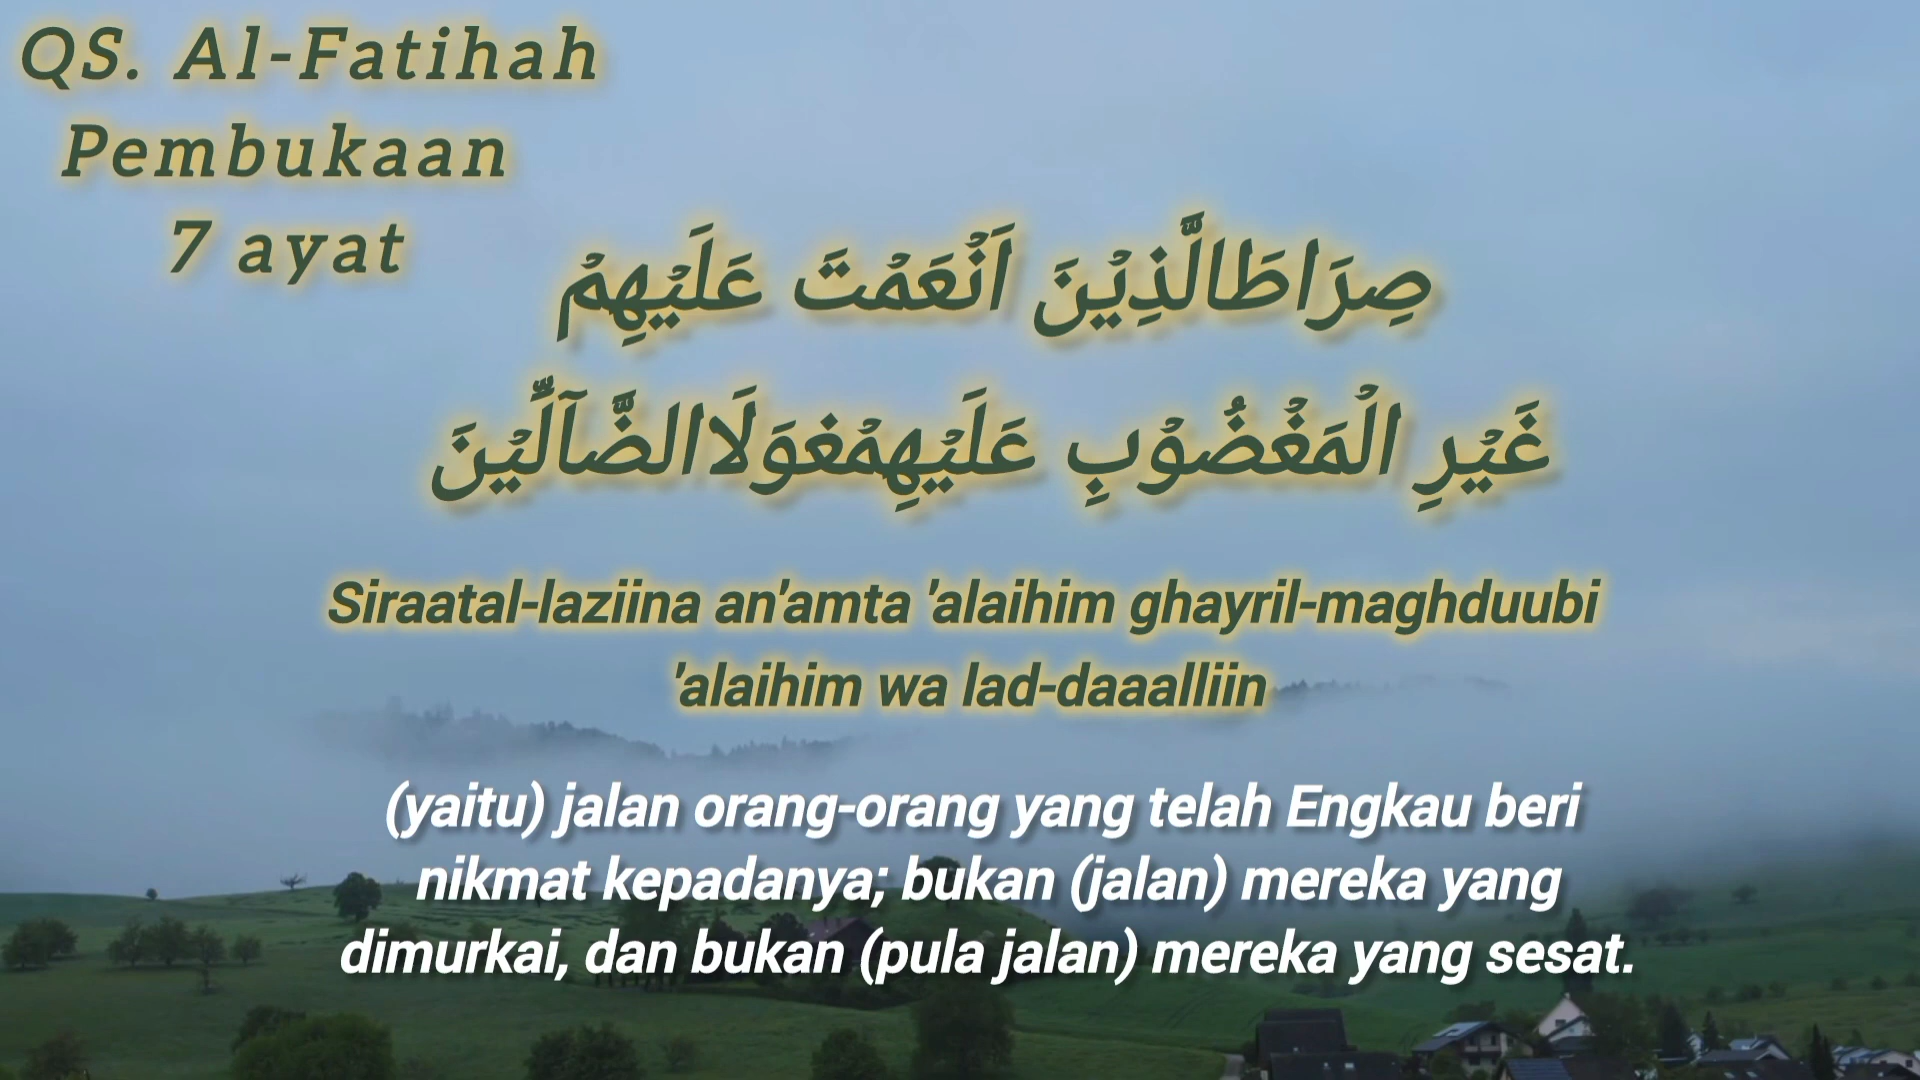 QS. Al-Fatihah
Pembukaan
7 ayat
صِرَاطَالَّذِيْنَ اَنْعَمْتَ عَلَيْهِمْ
غَيْرِ الْمَغْضُوْبِ عَلَيْهِمْغوَلَاالضَّآلِّيْنَ
Siraatal-laziina an'amta 'alaihim ghayril-maghduubi
'alaihim wa lad-daaalliin
(yaitu) jalan orang-orang yang telah Engkau beri
nikmat kepadanya; bukan (jalan) mereka yang
dimurkai, dan bukan (pula jalan) mereka yang sesat.